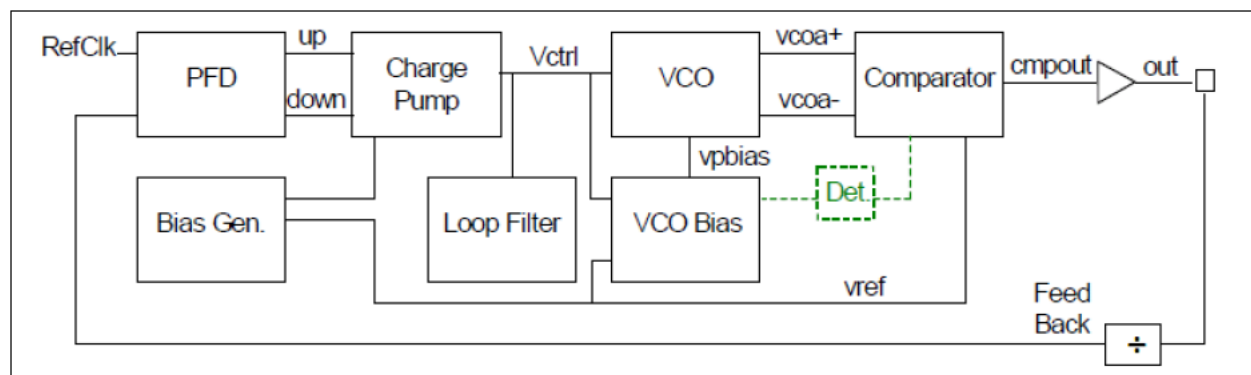 RefClk
PFD
up
down
Charge
Pump
Vctrl
VCO
vcoa+
vcoa-
Comparator
cmpout
out
vpbias
Bias Gen.
Loop Filter
VCO Bias
Det.
vref
Feed
Back
÷